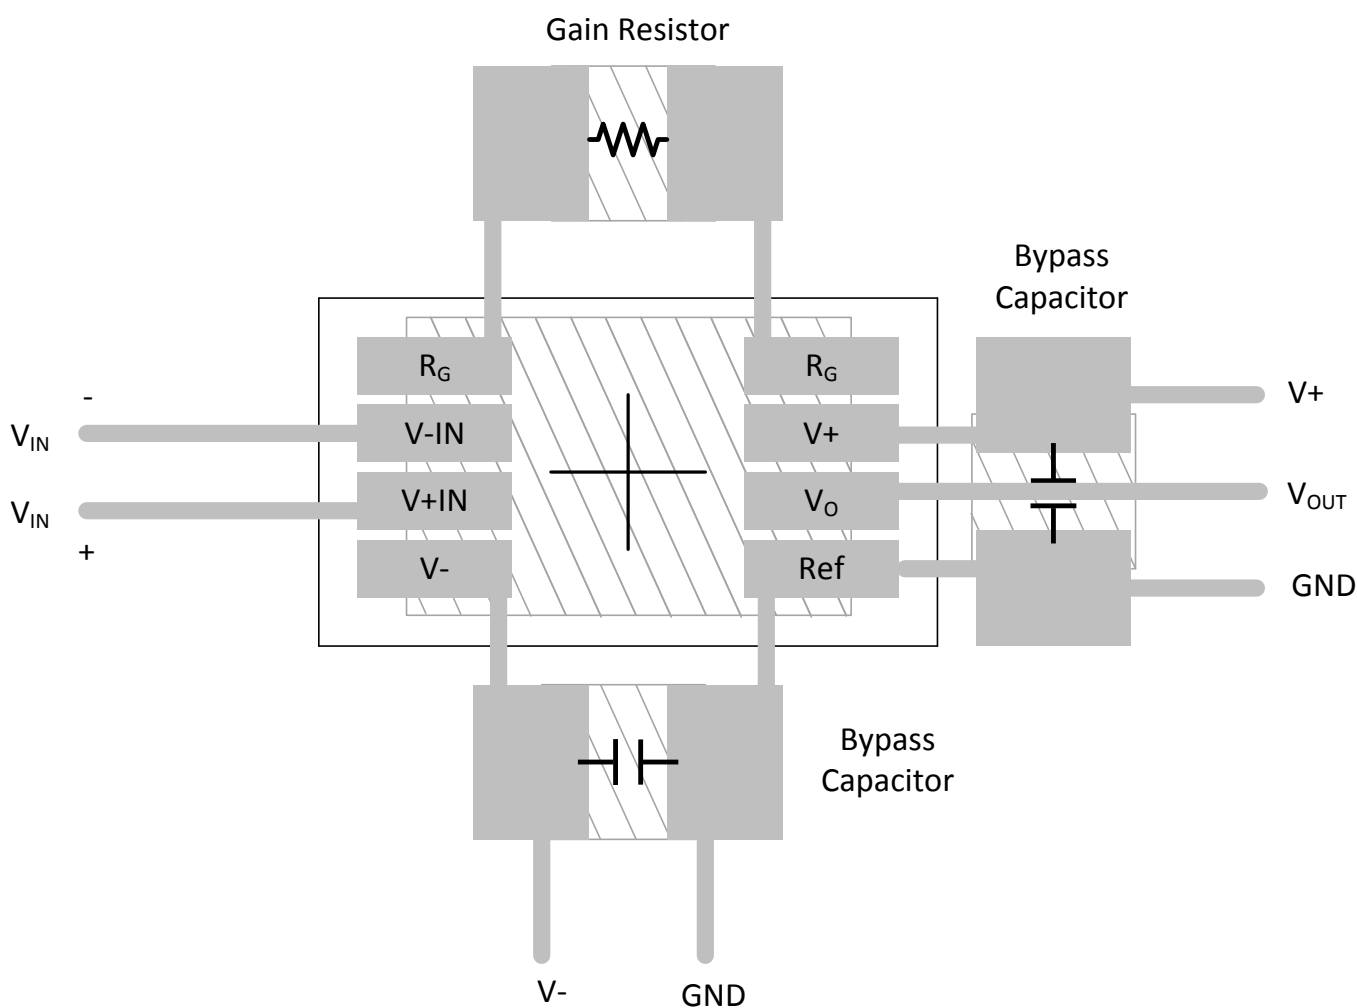 Gain Resistor
Bypass
Capacitor
RG
RG
V+
-
VIN
V-IN
V+
V+IN
VO
VOUT
VIN
+
V-
Ref
GND
Bypass
Capacitor
V-
GND